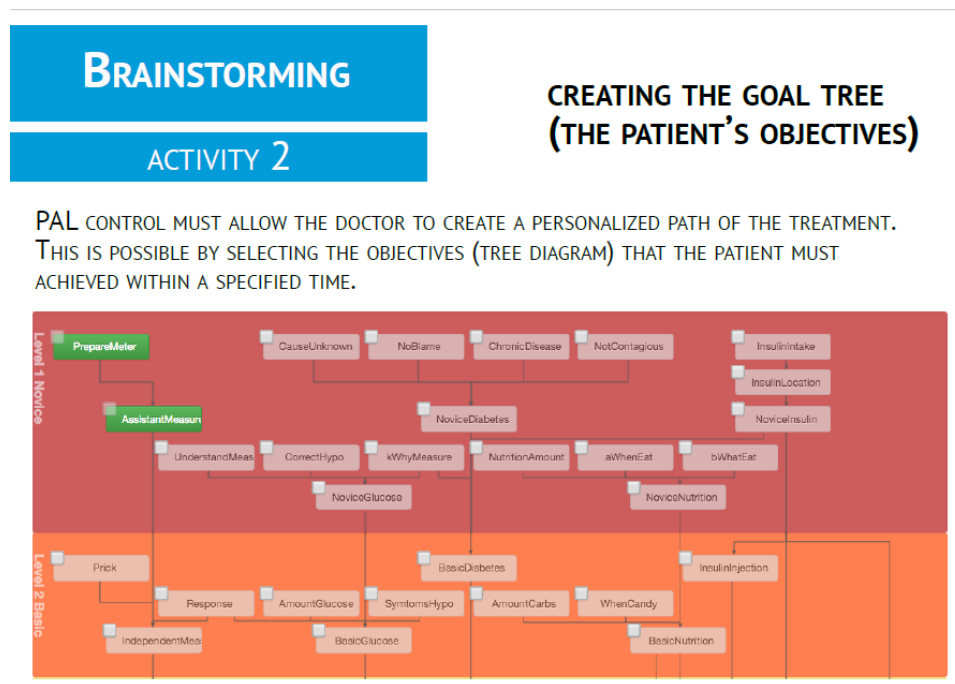 BRAINSTORMING
ACTIVITY 2
CREATING THE GOAL TREE
(THE PATIENT'S OBJECTIVES)
PAL CONTROL MUST ALLOW THE DOCTOR TO CREATE A PERSONALIZED PATH OF THE TREATMENT.
THIS IS POSSIBLE BY SELECTING THE OBJECTIVES (TREE DIAGRAM) THAT THE PATIENT MUST
ACHIEVED WITHIN A SPECIFIED TIME.
Level 1 Novice
PrepareMeter
CauseUnknown
NoBlame
ChronicDisease
NotContagious
InsulinIntake
InsulinLocation
AssistantMeasur
NoviceDiabetes
NoviceInsulin
UnderstandMeas
CorrectHypo
kWhyMeasure
NutritionAmount
aWhenEat
bWhatEat
NoviceGlucose
NoviceNutrition
Level 2 Basic
Prick
BasicDiabetes
InsulinInjection
Response
AmountGlucose
SymtomsHypo
AmountCarbs
WhenCandy
IndependentMeas
BasicGlucose
BasicNutrition